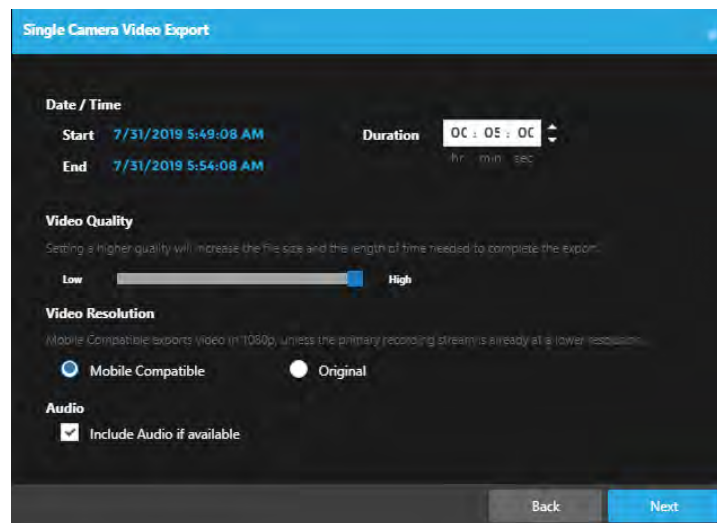 Single Camera Video Export
Date / Time
Start 7/31/2019 5:49:08 AM Duration 00 : 05 : 00
hr min sec
End 7/31/2019 5:54:08 AM
Video Quality
Setting a higher quality will increase the file size and the length of time needed to complete the export.
Low High
Video Resolution
Mobile Compatible exports video in 1080p, unless the primary recording stream is already at a lower resolution.
Mobile Compatible Original
Audio
Include Audio if available
Back Next